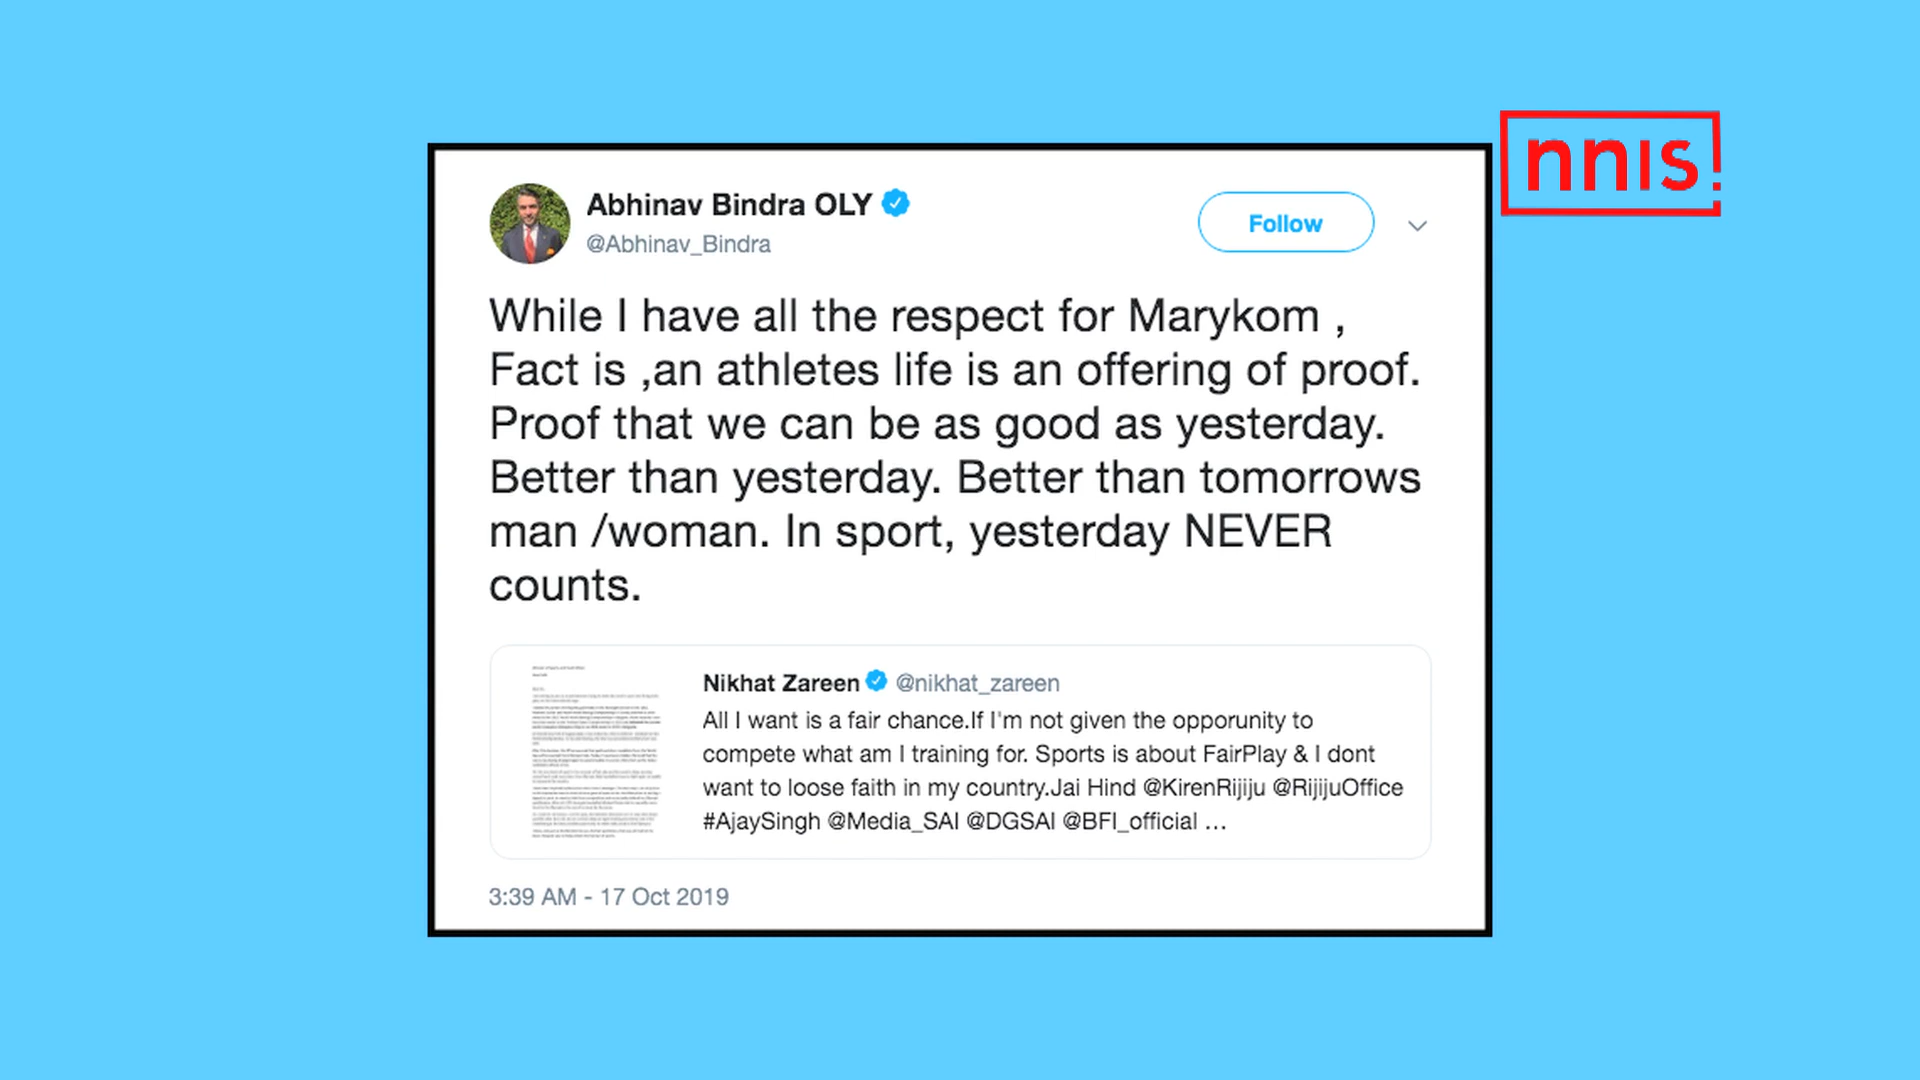 nnis!
Abhinav Bindra OLY
@Abhinav_Bindra
Follow
While I have all the respect for Marykom ,
Fact is ,an athletes life is an offering of proof.
Proof that we can be as good as yesterday.
Better than yesterday. Better than tomorrows
man /woman. In sport, yesterday NEVER
counts.
Nikhat Zareen @nikhat_zareen
All I want is a fair chance.If I'm not given the opporunity to
compete what am I training for. Sports is about FairPlay & I dont
want to loose faith in my country.Jai Hind @KirenRijiju @RijijuOffice
#AjaySingh @Media_SAI @DGSAI @BFI_official ...
3:39 AM - 17 Oct 2019